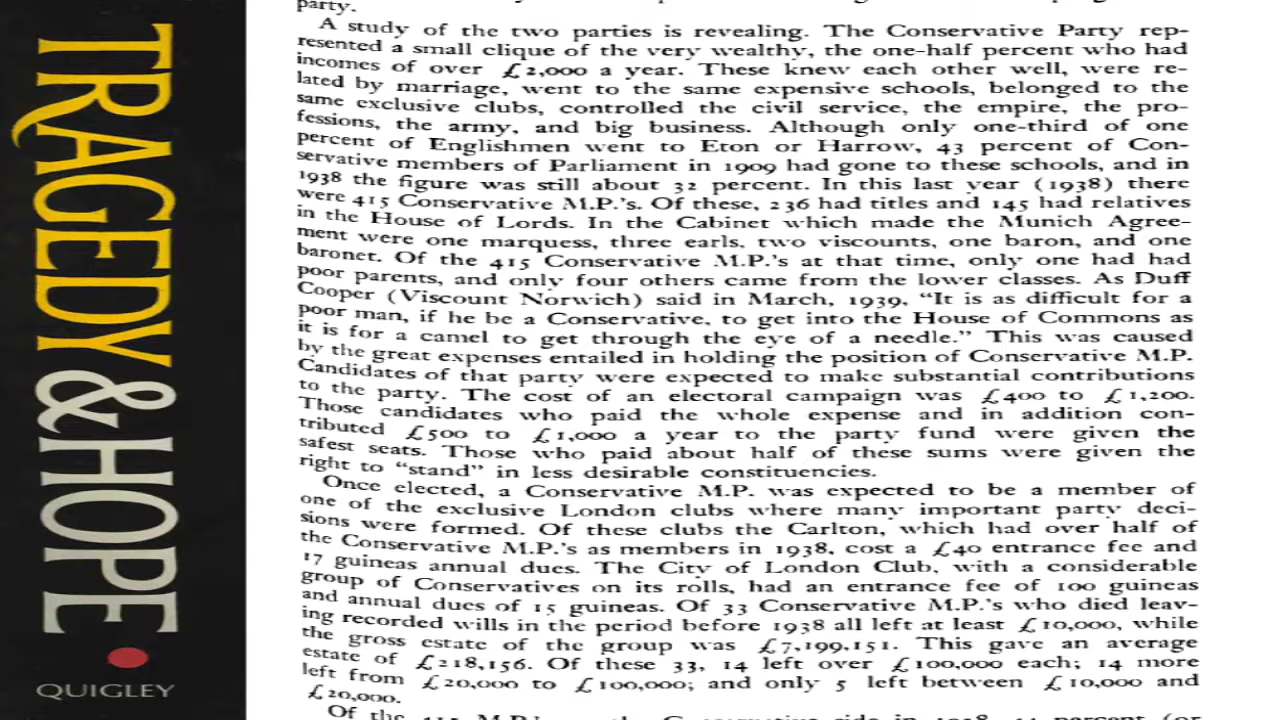 TRAGEDY & HOPE
QUIGLEY
party.
A study of the two parties is revealing. The Conservative Party rep-
resented a small clique of the very wealthy, the one-half percent who had
incomes of over £2,000 a year. These knew each other well, were re-
lated by marriage, went to the same expensive schools, belonged to the
same exclusive clubs, controlled the civil service, the empire, the pro-
fessions, the army, and big business. Although only one-third of one
percent of Englishmen went to Eton or Harrow, 43 percent of Con-
servative members of Parliament in 1909 had gone to these schools, and in
1938 the figure was still about 32 percent. In this last year (1938) there
were 415 Conservative M.P.'s. Of these, 236 had titles and 145 had relatives
in the House of Lords. In the Cabinet which made the Munich Agree-
ment were one marquess, three earls, two viscounts, one baron, and one
baronet. Of the 415 Conservative M.P.'s at that time, only one had had
poor parents, and only four others came from the lower classes. As Duff
Cooper (Viscount Norwich) said in March, 1939, "It is as difficult for a
poor man, if he be a Conservative, to get into the House of Commons as
it is for a camel to get through the eye of a needle." This was caused
by the great expenses entailed in holding the position of Conservative M.P.
Candidates of that party were expected to make substantial contributions
to the party. The cost of an electoral campaign was £400 to £1,200.
Those candidates who paid the whole expense and in addition con-
tributed £500 to £1,000 a year to the party fund were given the
safest seats. Those who paid about half of these sums were given the
right to "stand" in less desirable constituencies.
Once elected, a Conservative M.P. was expected to be a member of
one of the exclusive London clubs where many important party deci-
sions were formed. Of these clubs the Carlton, which had over half of
the Conservative M.P.'s as members in 1938, cost a £40 entrance fee and
17 guineas annual dues. The City of London Club, with a considerable
group of Conservatives on its rolls, had an entrance fee of 100 guineas
and annual dues of 15 guineas. Of 33 Conservative M.P.'s who died leav-
ing recorded wills in the period before 1938 all left at least £10,000, while
the gross estate of the group was £7,199,151. This gave an average
estate of £218,156. Of these 33, 14 left over £100,000 each; 14 more
left from £20,000 to £100,000; and only 5 left between £10,000 and
£20,000.
Of the